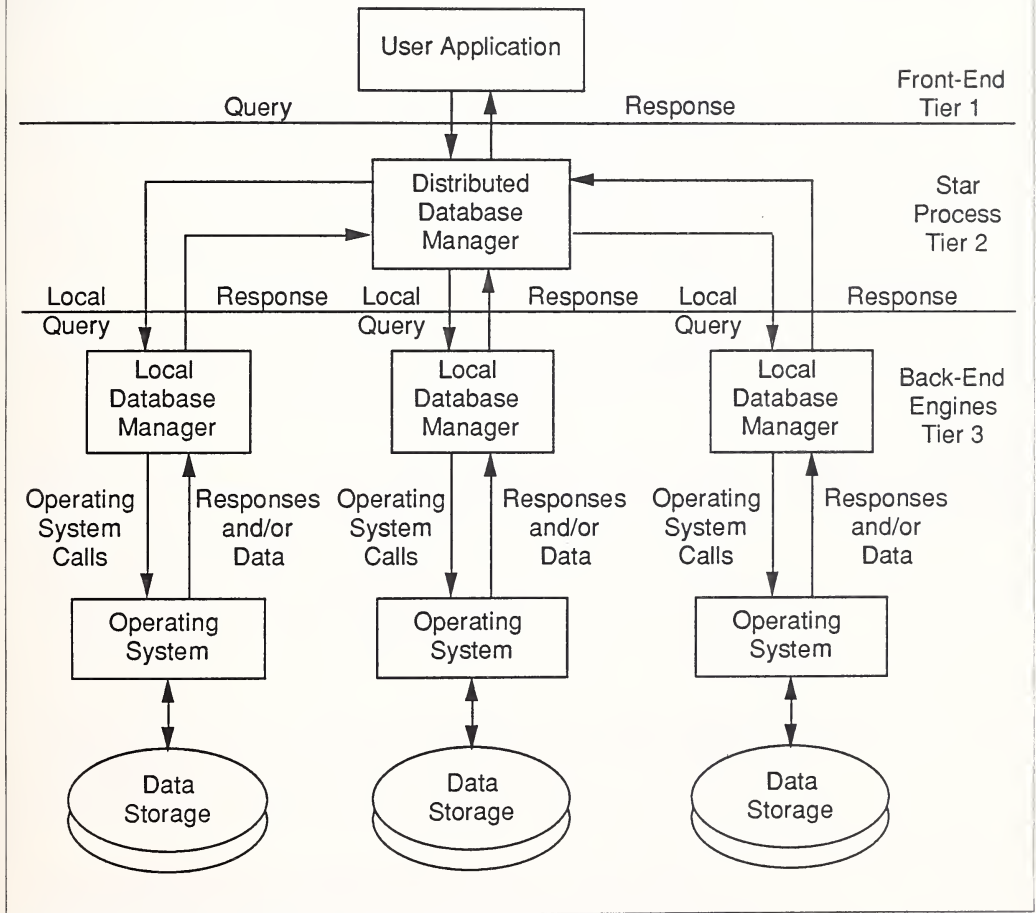 User Application
Front-End
Tier 1
Query
Response
Distributed
Database
Manager
Star
Process
Tier 2
Local
Query
Response
Local
Query
Response
Local
Query
Response
Local
Database
Manager
Local
Database
Manager
Local
Database
Manager
Back-End
Engines
Tier 3
Operating
System
Calls
Responses
and/or
Data
Operating
System
Calls
Responses
and/or
Data
Operating
System
Calls
Responses
and/or
Data
Operating
System
Operating
System
Operating
System
Data
Storage
Data
Storage
Data
Storage